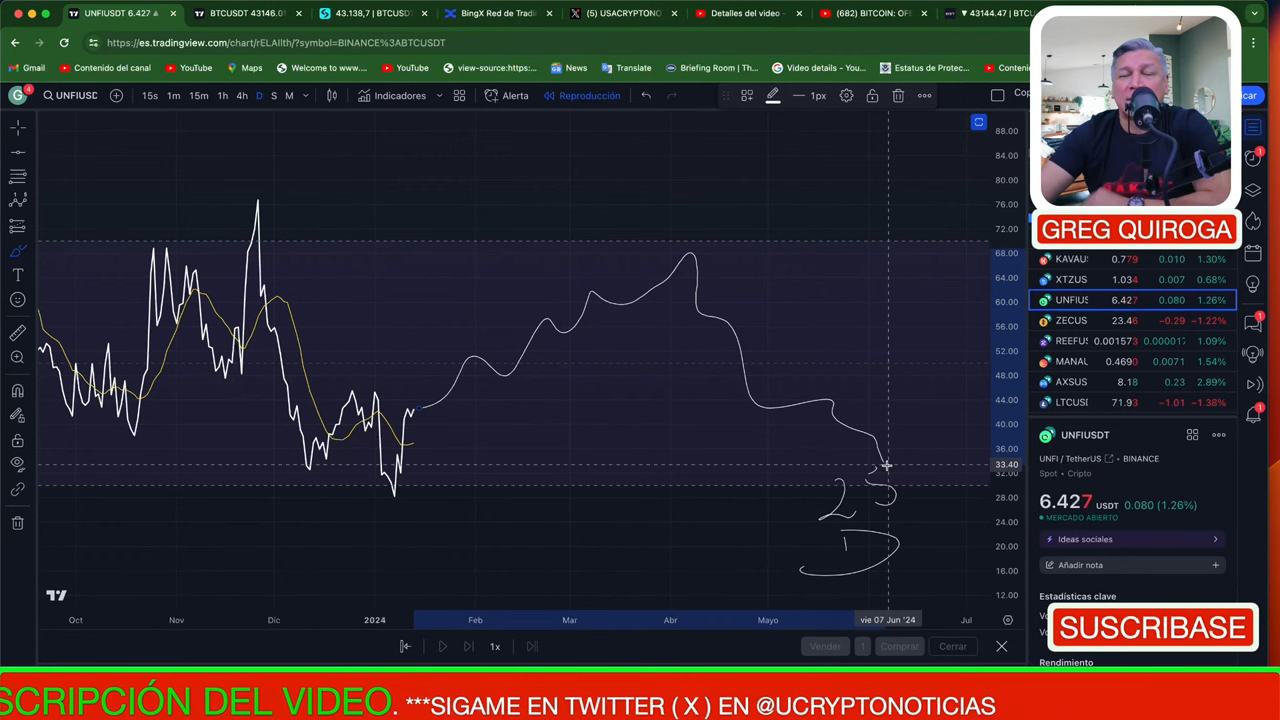 UNFIUSDT 6.427
BTCUSDT 43146.01
43.138,7 | BTCUSDT
BingX Red de Tradi
(5) USACRYPTONO
Detalles del video -
(682) BITCOIN: OFE
▼ 43144.47 BTCUS
https://es.tradingview.com/chart/rELAIlth/?symbol=BINANCE%3ABTCUSDT
Gmail
Contenido del canal
YouTube
Maps
Welcome to www....
YouTube
view-source:https:...
News
Translate
Briefing Room | Th...
Video details - You...
Estatus de Protec...
Conteni
G
4
UNFIUSD
15s 1m 15m 1h 4h D S M
Indicadores
Alerta
Reproducción
1px
Co
icar
GREG QUIROGA
KAVAUS 0.779 0.010 1.30%
XTZUS 1.034 0.007 0.68%
UNFIUS 6.427 0.080 1.26%
ZECUS 23.46 −0.29 −1.22%
REEFUS 0.001573 0.000017 1.09%
MANAU 0.4690 0.0071 1.54%
AXSUS 8.18 0.23 2.89%
LTCUSD 71.93 −1.01 −1.38%
88.00
84.00
80.00
76.00
72.00
68.00
64.00
60.00
56.00
52.00
48.00
44.00
40.00
36.00
33.40
32.00
28.00
24.00
20.00
16.00
12.00
25
D
UNFIUSDT
UNFI / TetherUS BINANCE
Spot • Cripto
6.427 USDT 0.080 (1.26%)
MERCADO ABIERTO
Ideas sociales
Añadir nota
Estadísticas clave
SUSCRIBASE
Rendimiento
Oct Nov Dic 2024 Feb Mar Abr Mayo vie 07 Jun '24 Jul
1x
Vender 1 Comprar Cerrar
SCRIPCIÓN DEL VIDEO. ***SIGAME EN TWITTER ( X ) EN @UCRYPTONOTICIAS